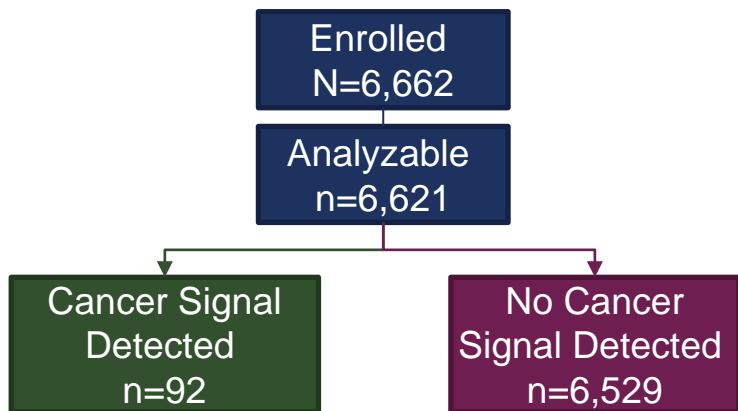 Enrolled
N=6,662
Analyzable
n=6,621
Cancer Signal
Detected
n=92
No Cancer
Signal Detected
n=6,529